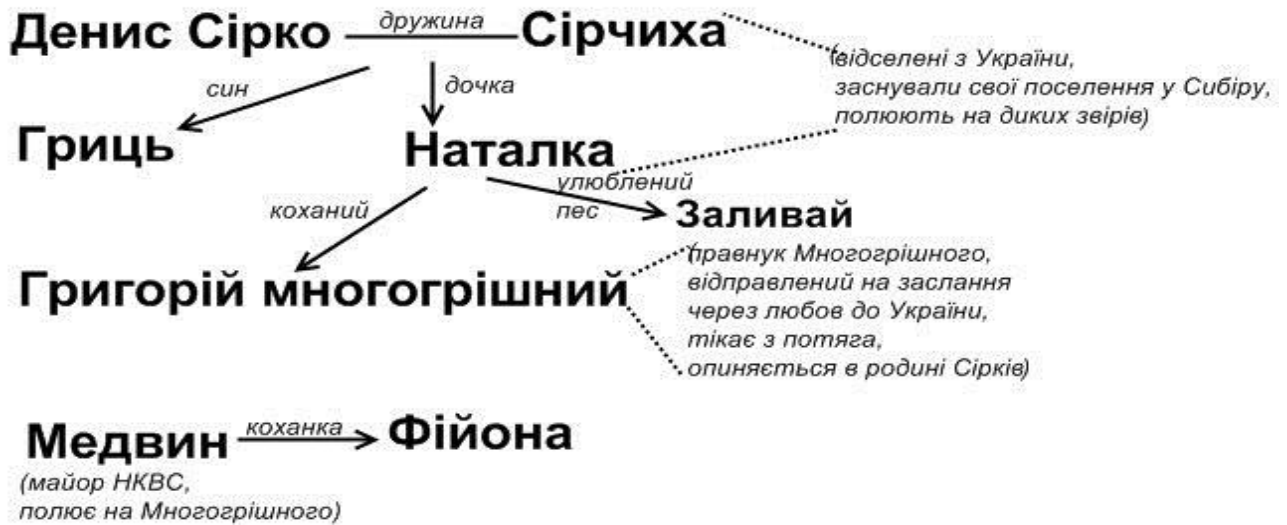 дружина
Денис Сірко Сірчиха
(відселені з України,
заснували свої поселення у Сибіру,
полюють на диких звірів)
син дочка
Гриць Наталка
улюблений
коханий пес Заливай
(правнук Многогрішного,
Григорій многогрішний відправлений на заслання
через любов до України,
тікає з потяга,
опиняється в родині Сірків)
Медвин коханка Фійона
(майор НКВС,
полює на Многогрішного)